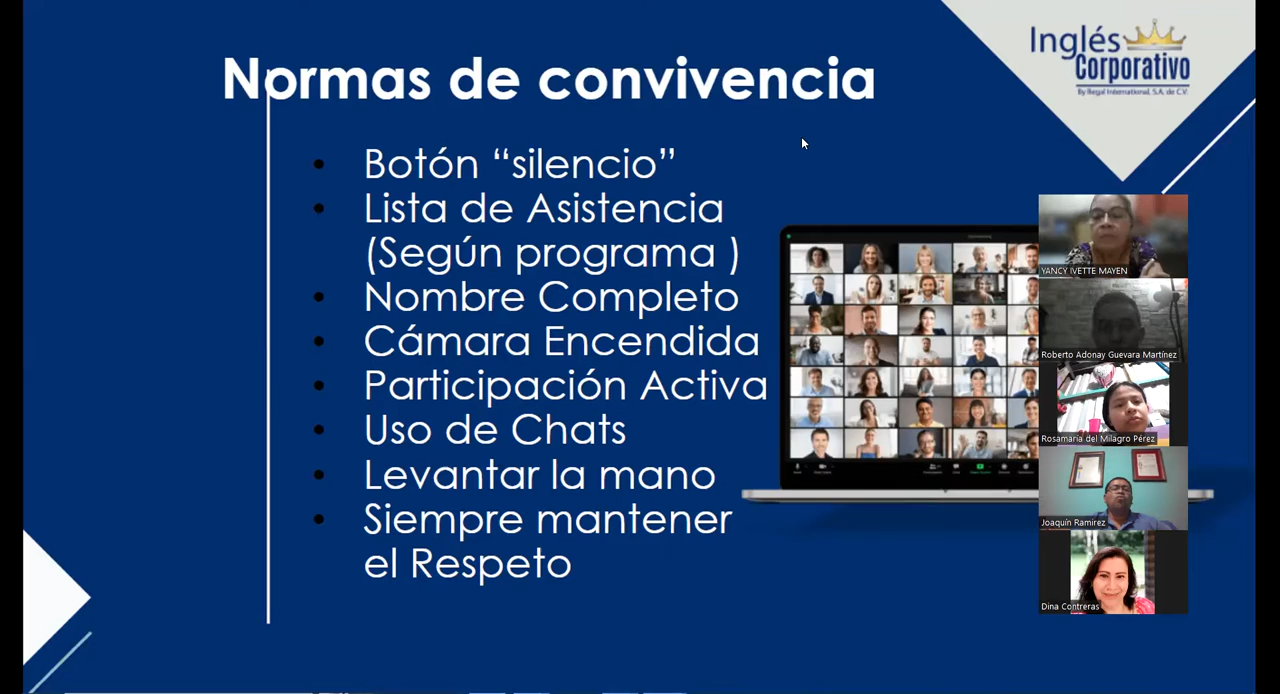 Normas de convivencia
Inglés
Corporativo
By Regal International, S.A. de C.V.
• Botón “silencio”
• Lista de Asistencia
(Según programa )
• Nombre Completo
• Cámara Encendida
• Participación Activa
• Uso de Chats
• Levantar la mano
• Siempre mantener
el Respeto
YANCY IVETTE MAYEN
Roberto Adonay Guevara Martínez
Rosamaría del Milagro Pérez
Joaquín Ramirez
Dina Contreras